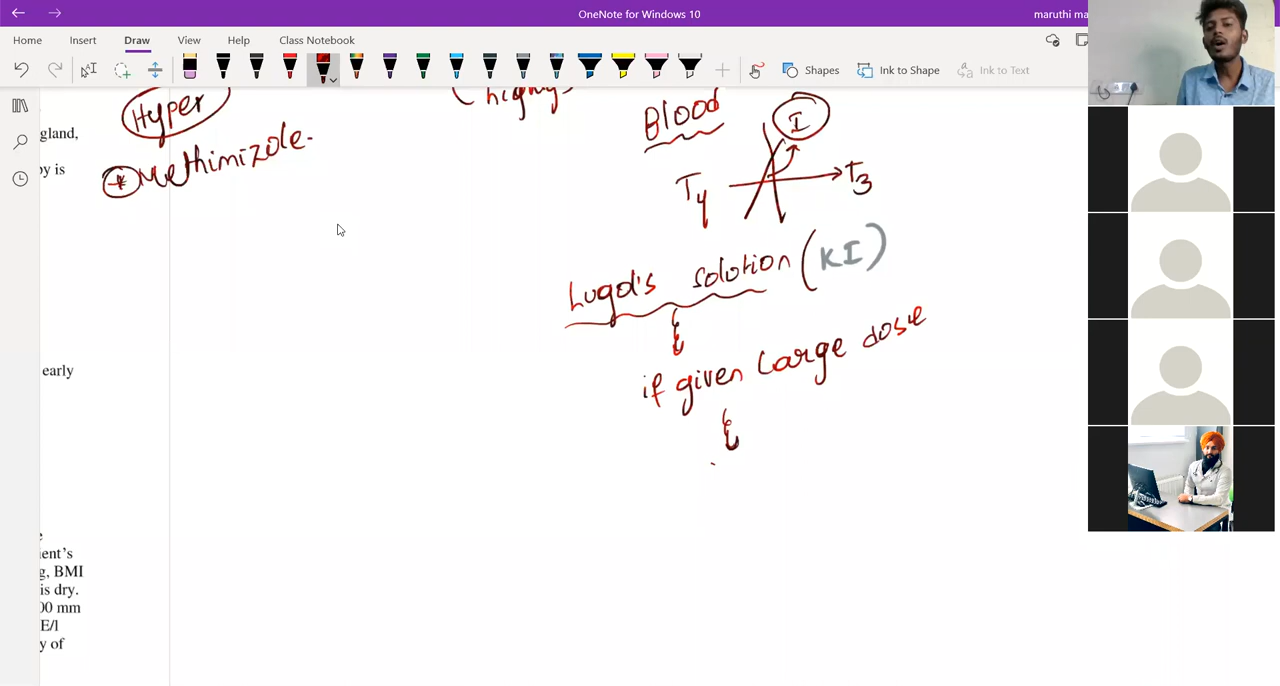 OneNote for Windows 10
maruthi ma
Home Insert Draw View Help Class Notebook
Shapes Ink to Shape Ink to Text
gland,
y is
early
ient's
g, BMI
is dry.
00 mm
E/l
y of
Hyper
methimizole.
(highys
Blood
I
T4 T3
Lugol's solution (KI)
if given Large dose